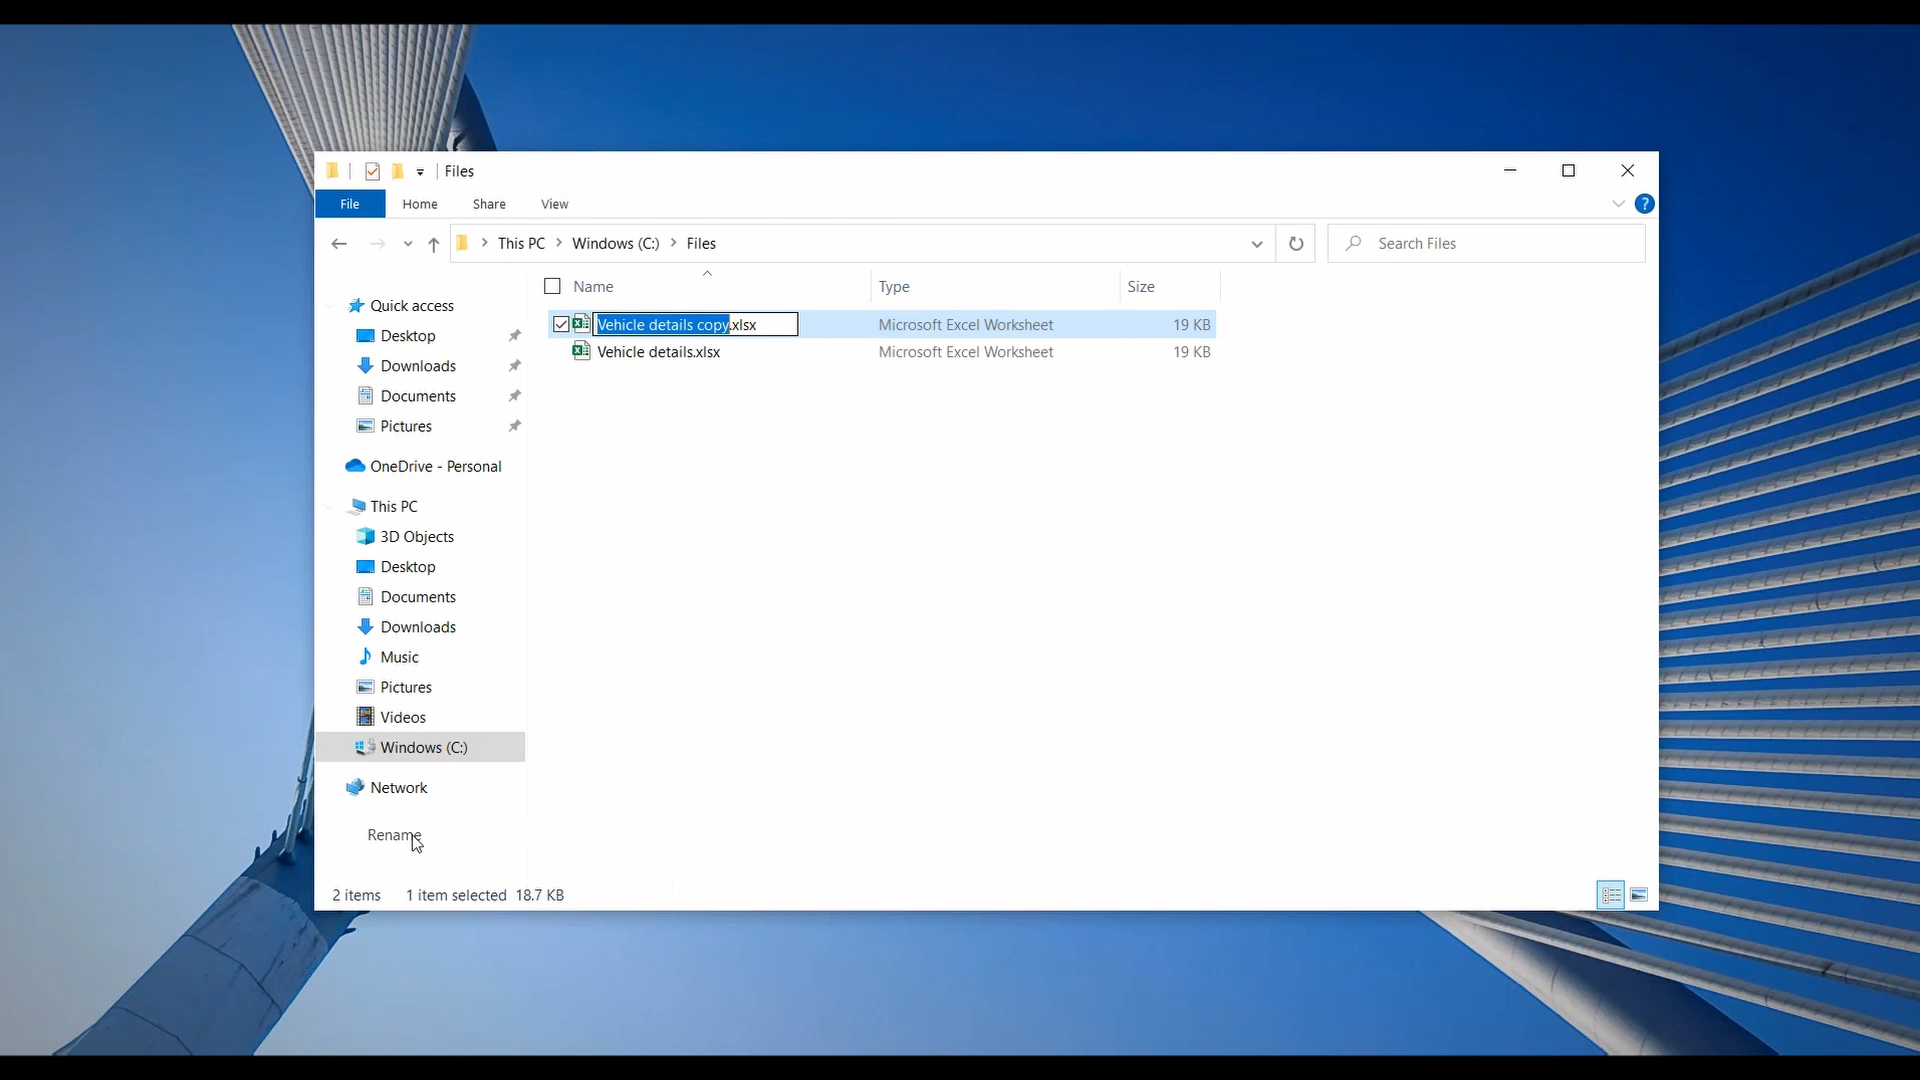 Files
File Home Share View ?
This PC Windows (C:) Files Search Files
Name Type Size
Vehicle details copy.xlsx Microsoft Excel Worksheet 19 KB
Vehicle details.xlsx Microsoft Excel Worksheet 19 KB
Quick access
Desktop
Downloads
Documents
Pictures
OneDrive - Personal
This PC
3D Objects
Desktop
Documents
Downloads
Music
Pictures
Videos
Windows (C:)
Network
Rename
2 items 1 item selected 18.7 KB